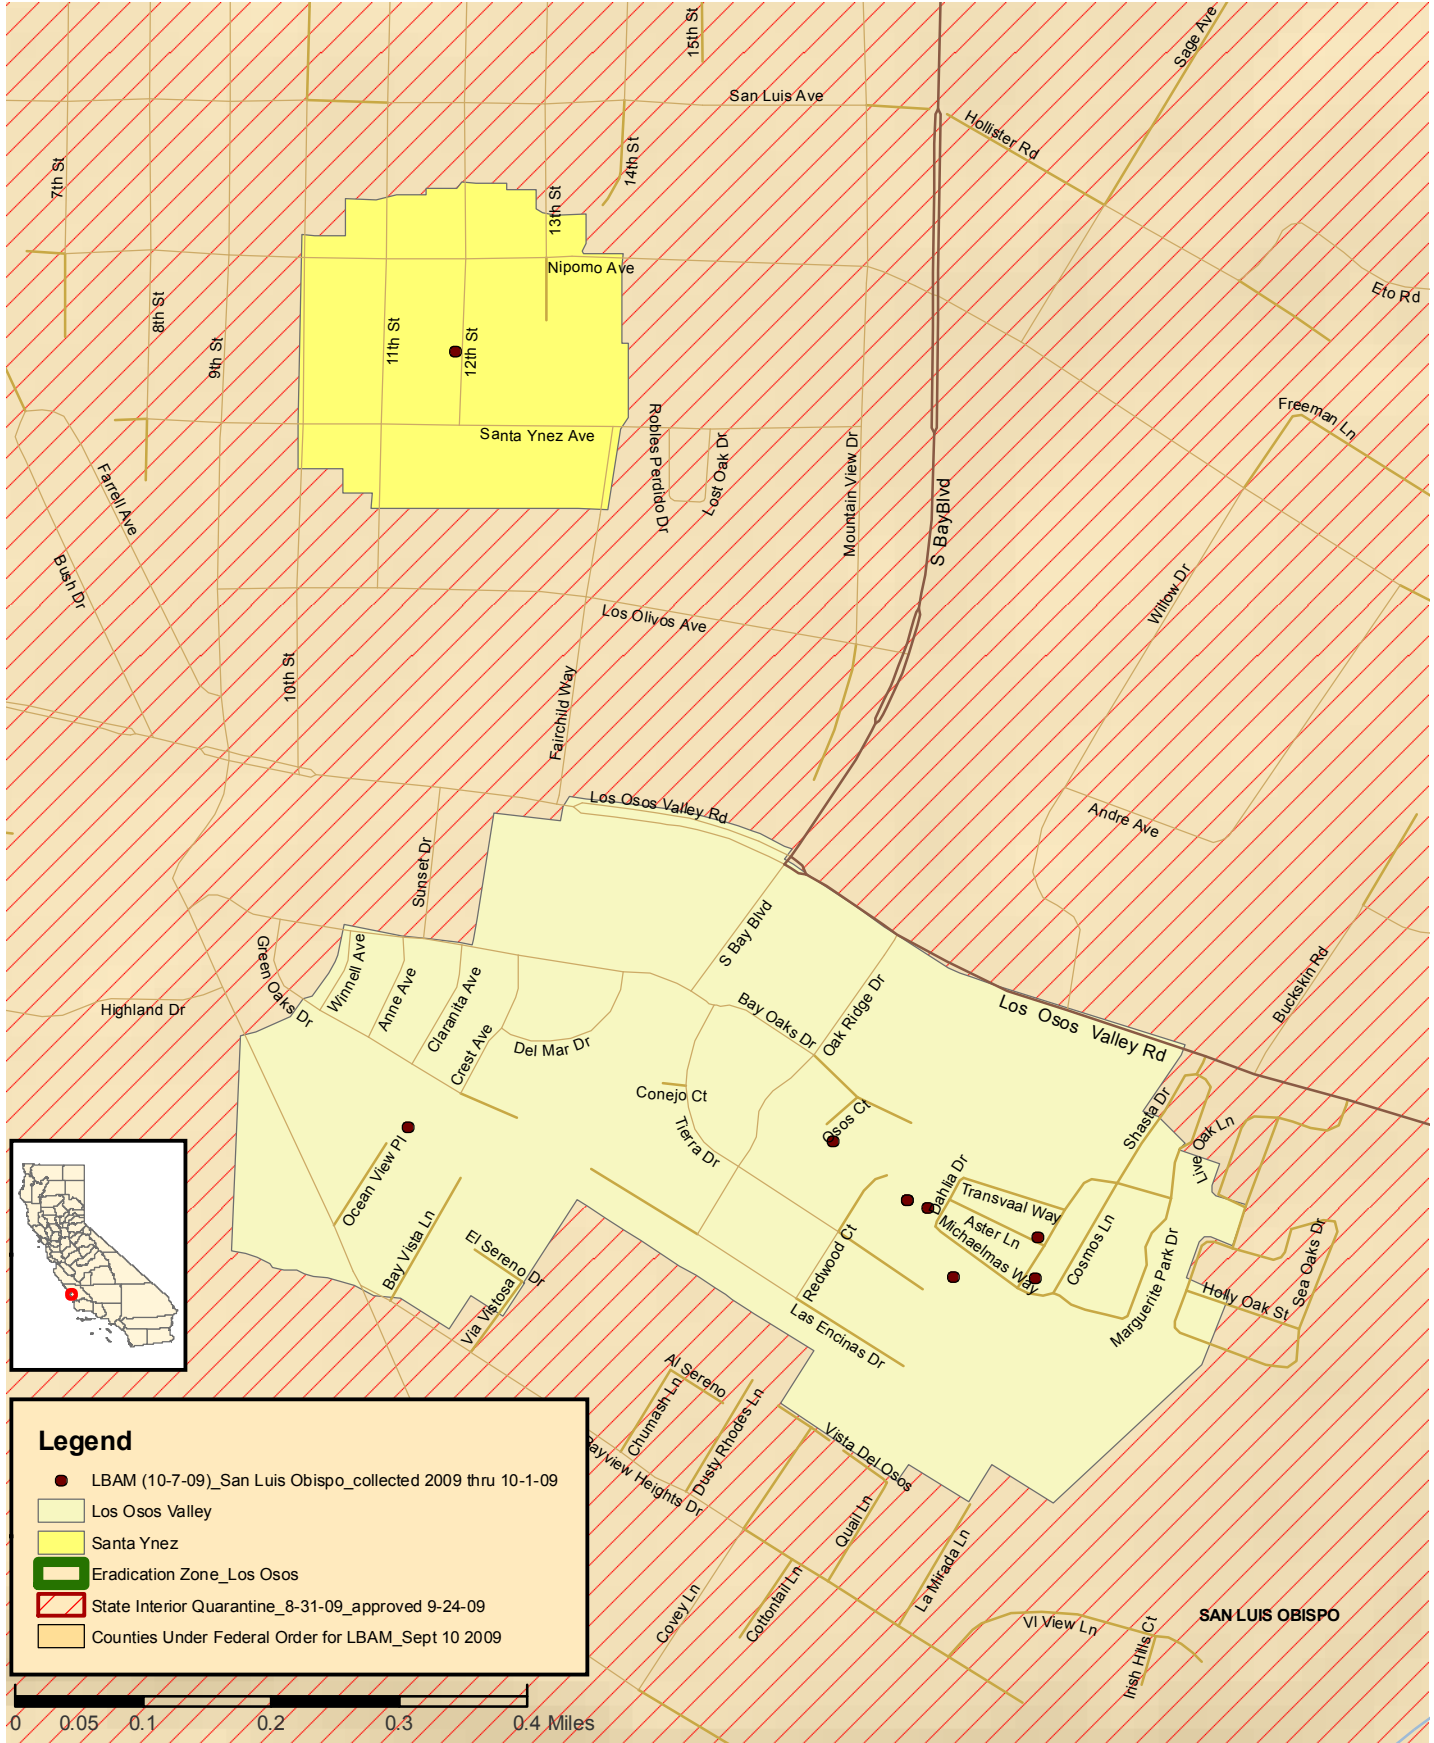 15th St
Sage Ave
San Luis Ave
Hollister Rd
14th St
7th St
13th St
Nipomo Ave
Eto Rd
8th St
11th St
12th St
9th St
Freeman Ln
Santa Ynez Ave
Robles Perdido Dr
Lost Oak Dr
Mountain View Dr
S BayBlvd
Farrell Ave
Bush Dr
Willow Dr
Los Olivos Ave
10th St
Fairchild Way
Los Osos Valley Rd
Andre Ave
Sunset Dr
S Bay Blvd
Green Oaks Dr
Winnell Ave
Anne Ave
Claranita Ave
Crest Ave
Del Mar Dr
Highland Dr
Bay Oaks Dr
Oak Ridge Dr
Los Osos Valley Rd
Buckskin Rd
Conejo Ct
Tierra Dr
Osos Ct
Shasta Dr
Live Oak Ln
Ocean View Pl
Bay Vista Ln
El Sereno Dr
Via Vistosa
Dahlia Dr
Transvaal Way
Aster Ln
Michaelmas Way
Cosmos Ln
Marguerite Park Dr
Redwood Ct
Las Encinas Dr
Holly Oak St
Sea Oaks Dr
Al Sereno
Chumash Ln
Dusty Rhodes Ln
Bayview Heights Dr
Vista Del Osos
Quail Ln
La Mirada Ln
Covey Ln
Cottontail Ln
VI View Ln
Irish Hills Ct
SAN LUIS OBISPO
Legend
LBAM (10-7-09)_San Luis Obispo_collected 2009 thru 10-1-09
Los Osos Valley
Santa Ynez
Eradication Zone_Los Osos
State Interior Quarantine_8-31-09_approved 9-24-09
Counties Under Federal Order for LBAM_Sept 10 2009
0 0.05 0.1 0.2 0.3 0.4 Miles